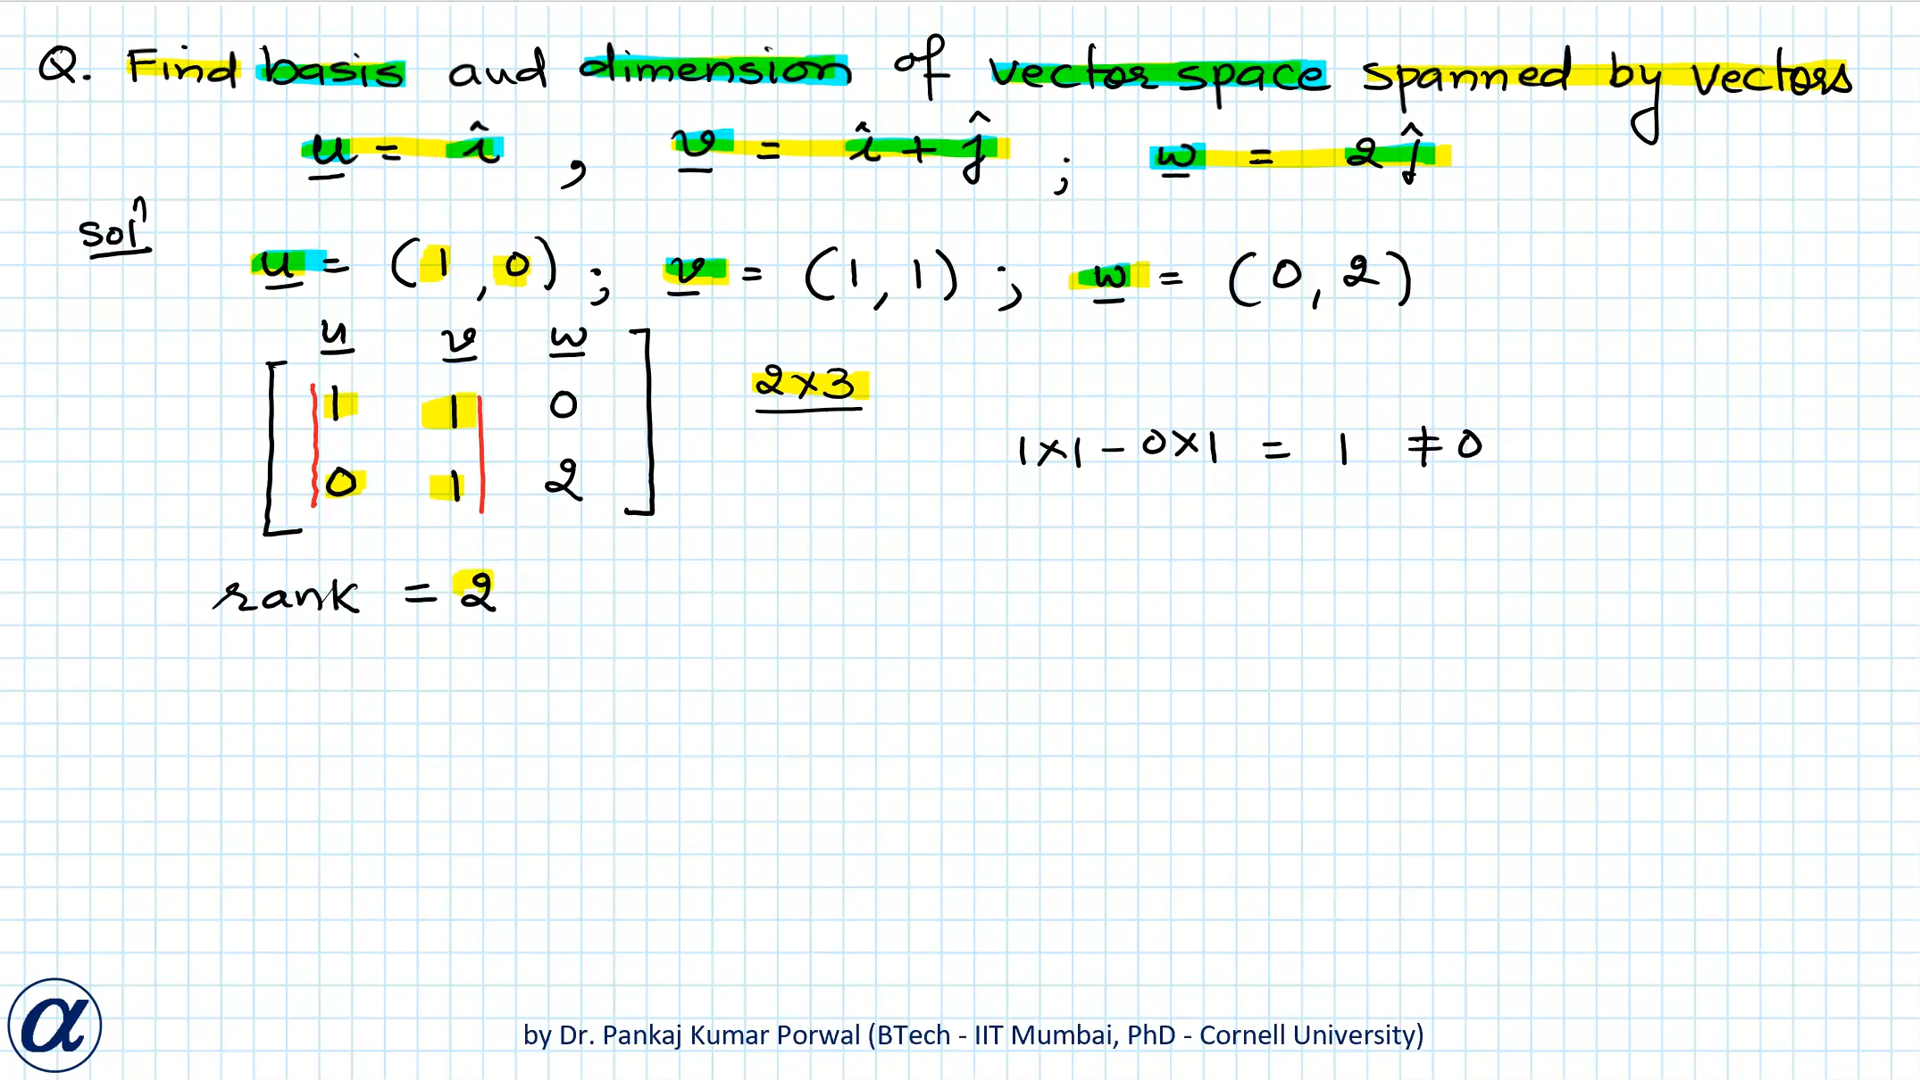 Q. Find basis and dimension of vector space spanned by vectors
u = î , v = î + ĵ ; w = 2ĵ
solⁿ
u = (1, 0) ; v = (1, 1) ; w = (0, 2)
u v w
1 1 0
2×3
1×1 - 0×1 = 1 ≠ 0
0 1 2
rank = 2
α
by Dr. Pankaj Kumar Porwal (BTech - IIT Mumbai, PhD - Cornell University)